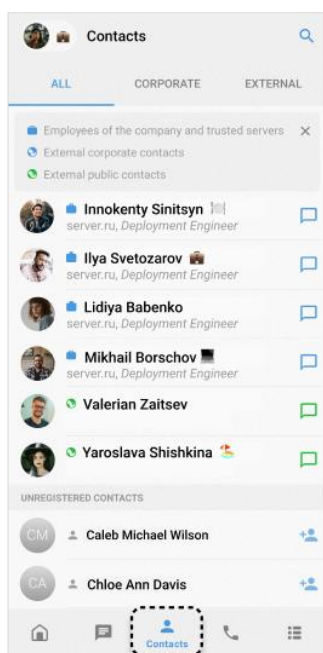 Contacts
ALL CORPORATE EXTERNAL
Employees of the company and trusted servers
External corporate contacts
External public contacts
Innokenty Sinitsyn
server.ru, Deployment Engineer
Ilya Svetozarov
server.ru, Deployment Engineer
Lidiya Babenko
server.ru, Deployment Engineer
Mikhail Borschov
server.ru, Deployment Engineer
Valerian Zaitsev
Yaroslava Shishkina
UNREGISTERED CONTACTS
CM Caleb Michael Wilson
CA Chloe Ann Davis
Contacts